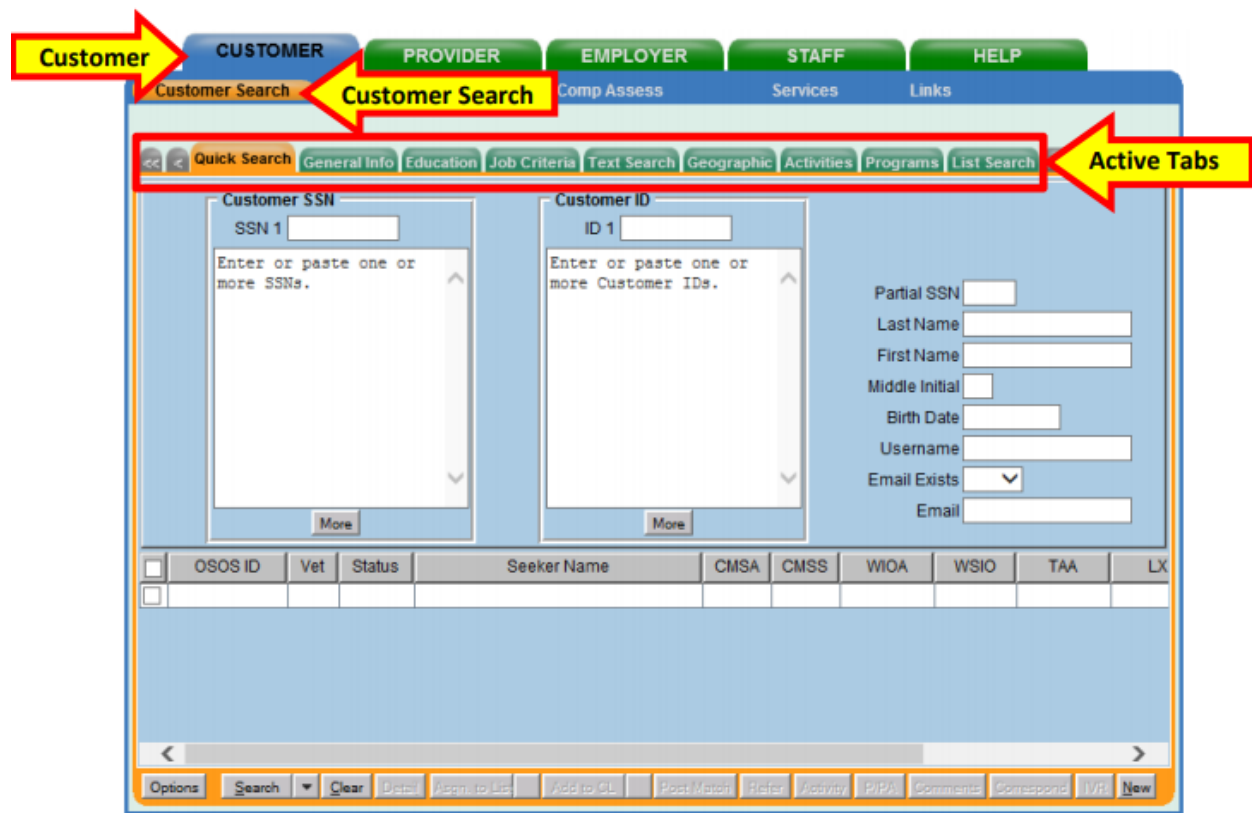 Customer
CUSTOMER PROVIDER EMPLOYER STAFF HELP
Customer Search Customer Search Comp Assess Services Links
<< < Quick Search General Info Education Job Criteria Text Search Geographic Activities Programs List Search
Active Tabs
Customer SSN Customer ID
SSN 1 ID 1
Enter or paste one or Enter or paste one or
more SSNs. more Customer IDs.
Partial SSN
Last Name
First Name
Middle Initial
Birth Date
Username
Email Exists
Email
More More
OSOS ID Vet Status Seeker Name CMSA CMSS WIOA WSIO TAA LX
Options Search Clear Detail Asgn. to List Add to CL Post Match Refer Activity P/PA Comments Correspond IVR New